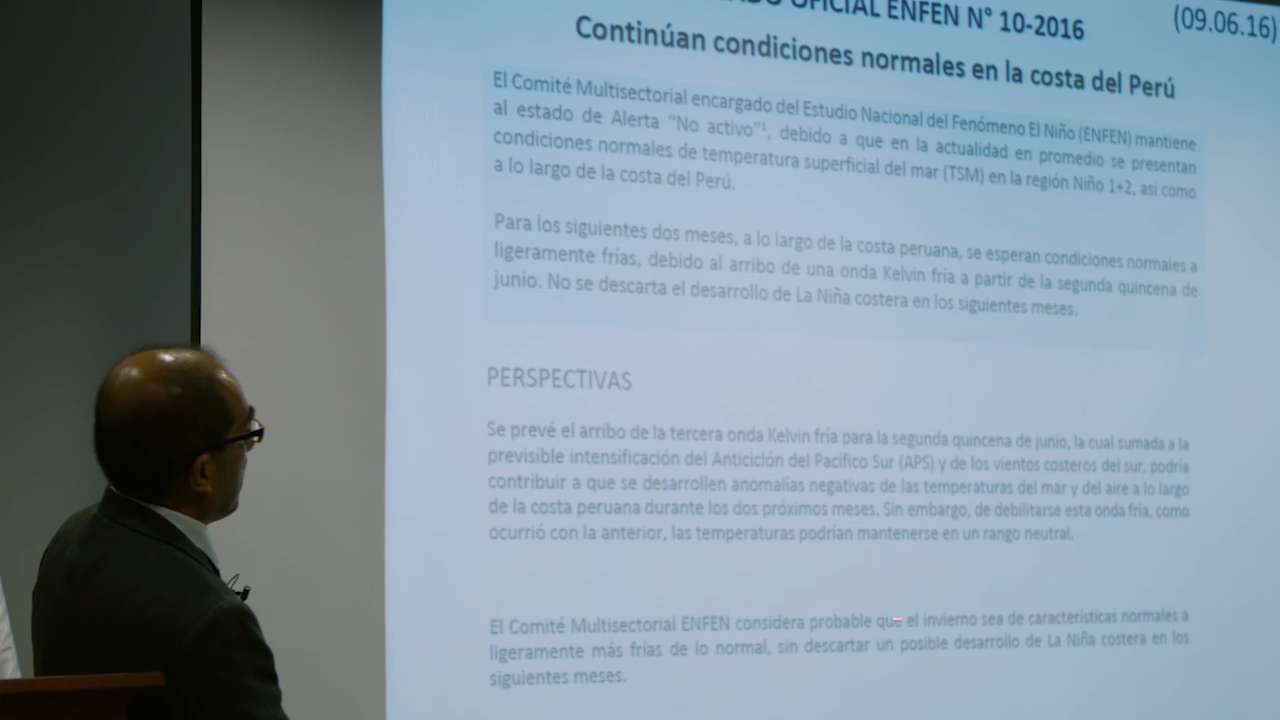 OFICIAL ENFEN N° 10-2016
(09.06.16)
Continúan condiciones normales en la costa del Perú
El Comité Multisectorial encargado del Estudio Nacional del Fenómeno El Niño (ENFEN) mantiene
al estado de Alerta "No activo"¹, debido a que en la actualidad en promedio se presentan
condiciones normales de temperatura superficial del mar (TSM) en la región Niño 1+2, así como
a lo largo de la costa del Perú.
Para los siguientes dos meses, a lo largo de la costa peruana, se esperan condiciones normales a
ligeramente frías, debido al arribo de una onda Kelvin fría a partir de la segunda quincena de
junio. No se descarta el desarrollo de La Niña costera en los siguientes meses.
PERSPECTIVAS
Se prevé el arribo de la tercera onda Kelvin fría para la segunda quincena de junio, la cual sumada a la
previsible intensificación del Anticiclón del Pacífico Sur (APS) y de los vientos costeros del sur, podría
contribuir a que se desarrollen anomalías negativas de las temperaturas del mar y del aire a lo largo
de la costa peruana durante los dos próximos meses. Sin embargo, de debilitarse esta onda fría, como
ocurrió con la anterior, las temperaturas podrían mantenerse en un rango neutral.
El Comité Multisectorial ENFEN considera probable que el invierno sea de características normales a
ligeramente más frías de lo normal, sin descartar un posible desarrollo de La Niña costera en los
siguientes meses.